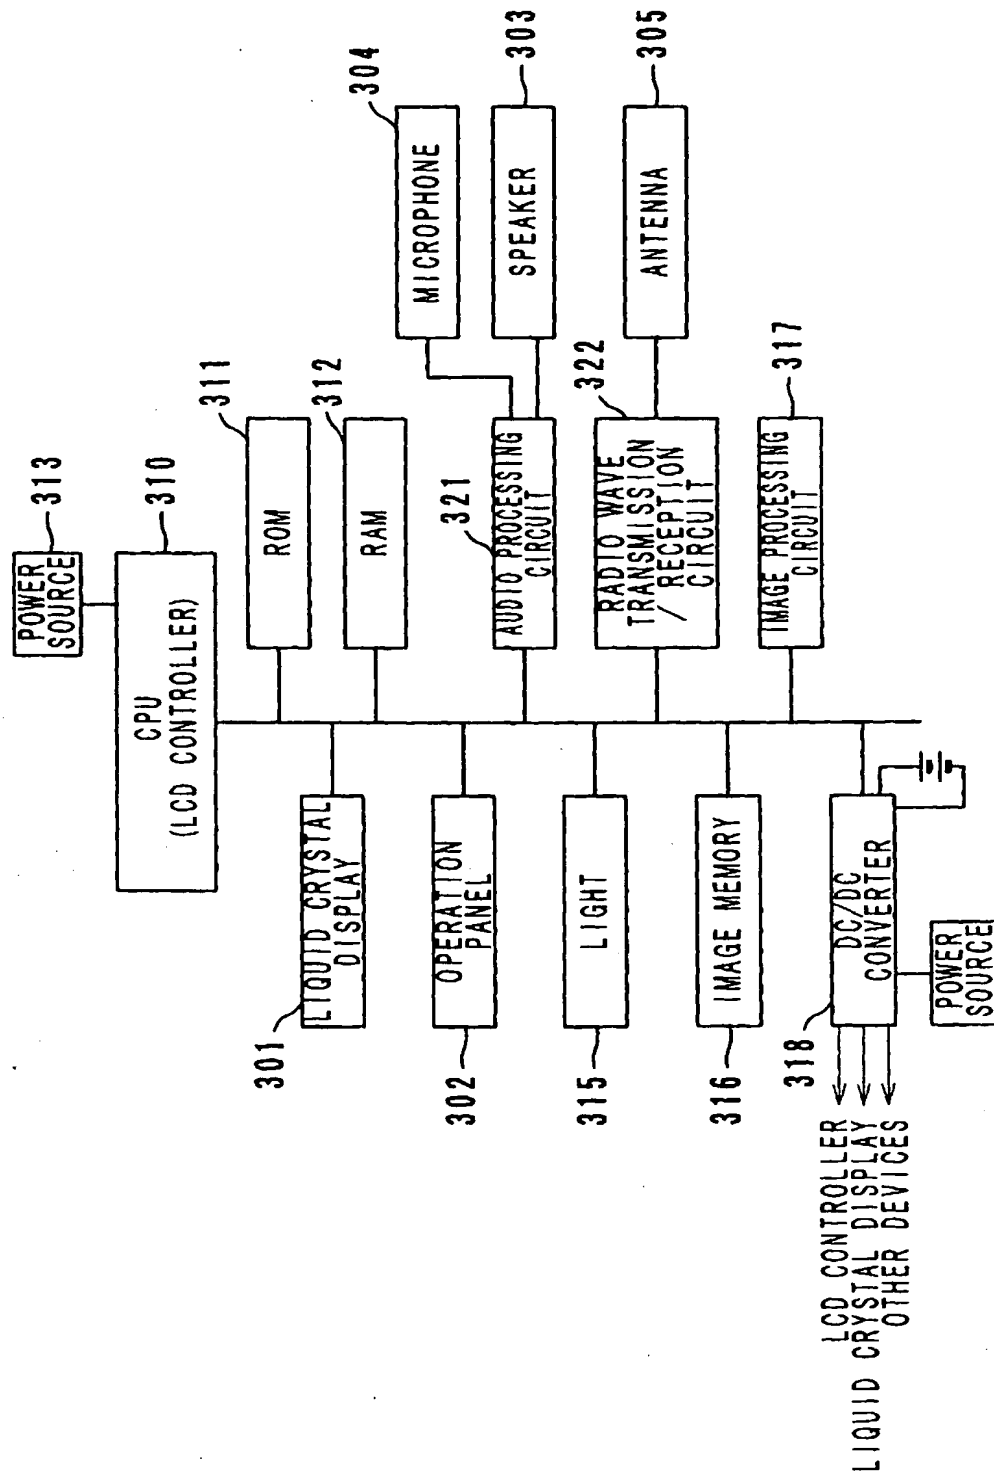 313
POWER
SOURCE
310
CPU
(LCD CONTROLLER)
311
ROM
312
RAM
304
MICROPHONE
303
SPEAKER
305
ANTENNA
321
AUDIO PROCESSING
CIRCUIT
322
RADIO WAVE
TRANSMISSION
/RECEPTION
CIRCUIT
317
IMAGE PROCESSING
CIRCUIT
301
LIQUID CRYSTAL
DISPLAY
302
OPERATION
PANEL
315
LIGHT
316
IMAGE MEMORY
318
DC/DC
CONVERTER
POWER
SOURCE
LCD CONTROLLER
LIQUID CRYSTAL DISPLAY
OTHER DEVICES